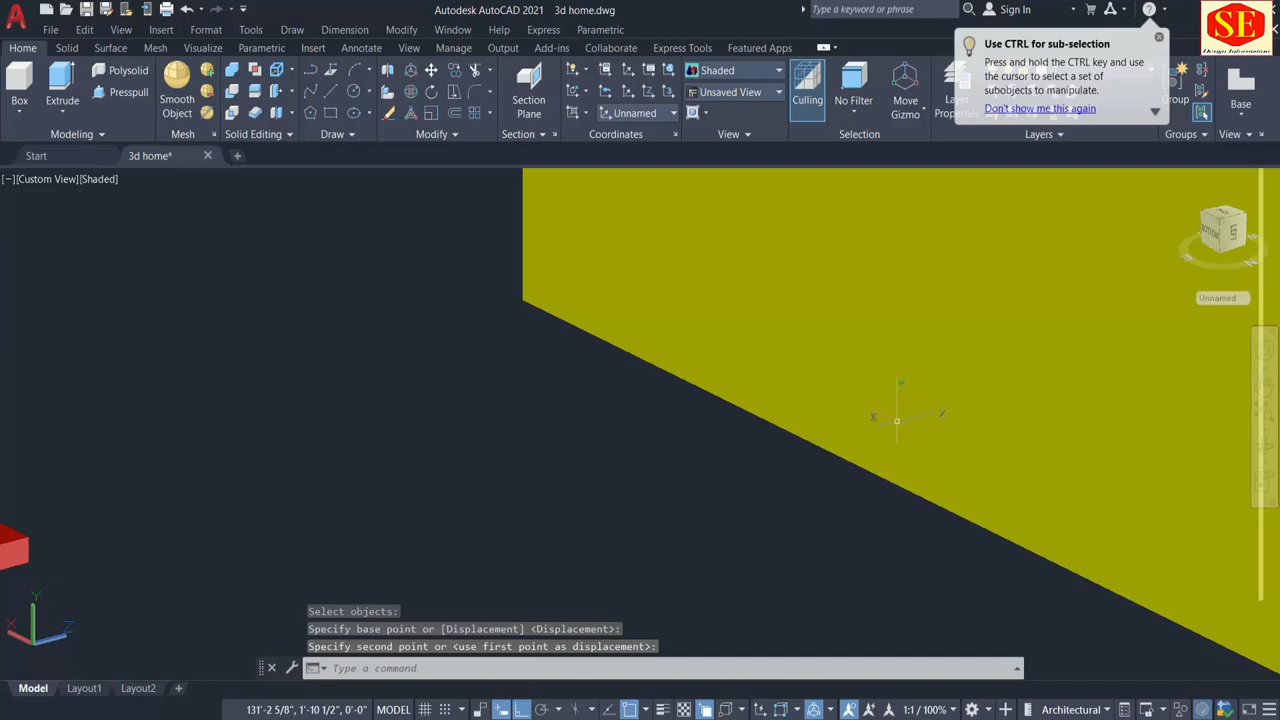 Autodesk AutoCAD 2021 3d home.dwg
Type a keyword or phrase
Sign In
SE
Design Information
File Edit View Insert Format Tools Draw Dimension Modify Window Help Express Parametric
Home Solid Surface Mesh Visualize Parametric Insert Annotate View Manage Output Add-ins Collaborate Express Tools Featured Apps
Use CTRL for sub-selection
Press and hold the CTRL key and use
the cursor to select a set of
subobjects to manipulate.
Don't show me this again
Box
Extrude
Polysolid
Presspull
Smooth
Object
Section
Plane
Shaded
Unsaved View
Unnamed
Culling
No Filter
Move
Gizmo
Layer
Properties
Group
Base
Modeling
Mesh
Solid Editing
Draw
Modify
Section
Coordinates
View
Selection
Layers
Groups
View
Start
3d home*
[−][Custom View][Shaded]
BOTTOM
LEFT
Unnamed
X
Y
Z
Select objects:
Specify base point or [Displacement] <Displacement>:
Specify second point or <use first point as displacement>:
Type a command
Model Layout1 Layout2
131'-2 5/8", 1'-10 1/2", 0'-0" MODEL
1:1 / 100%
Architectural